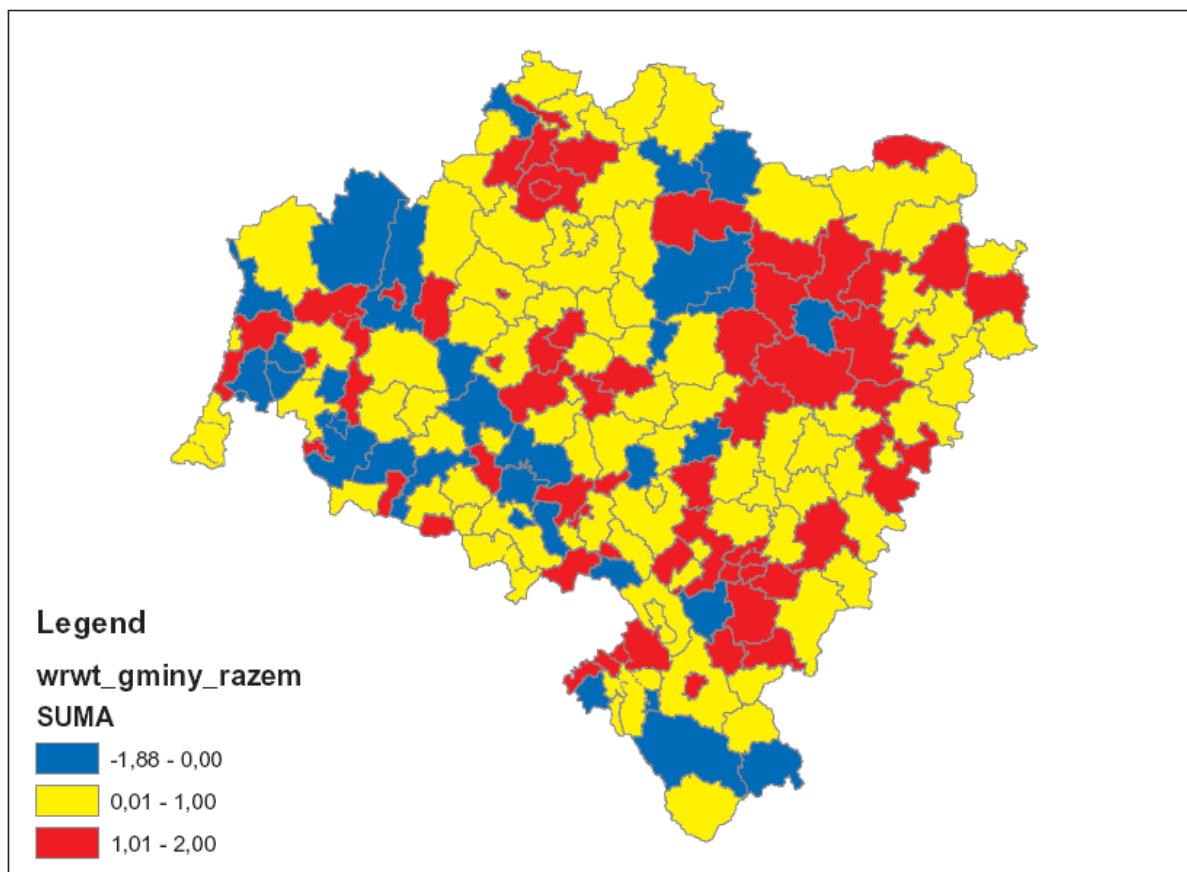 Legend
wrwt_gminy_razem
SUMA
-1,88 - 0,00
0,01 - 1,00
1,01 - 2,00